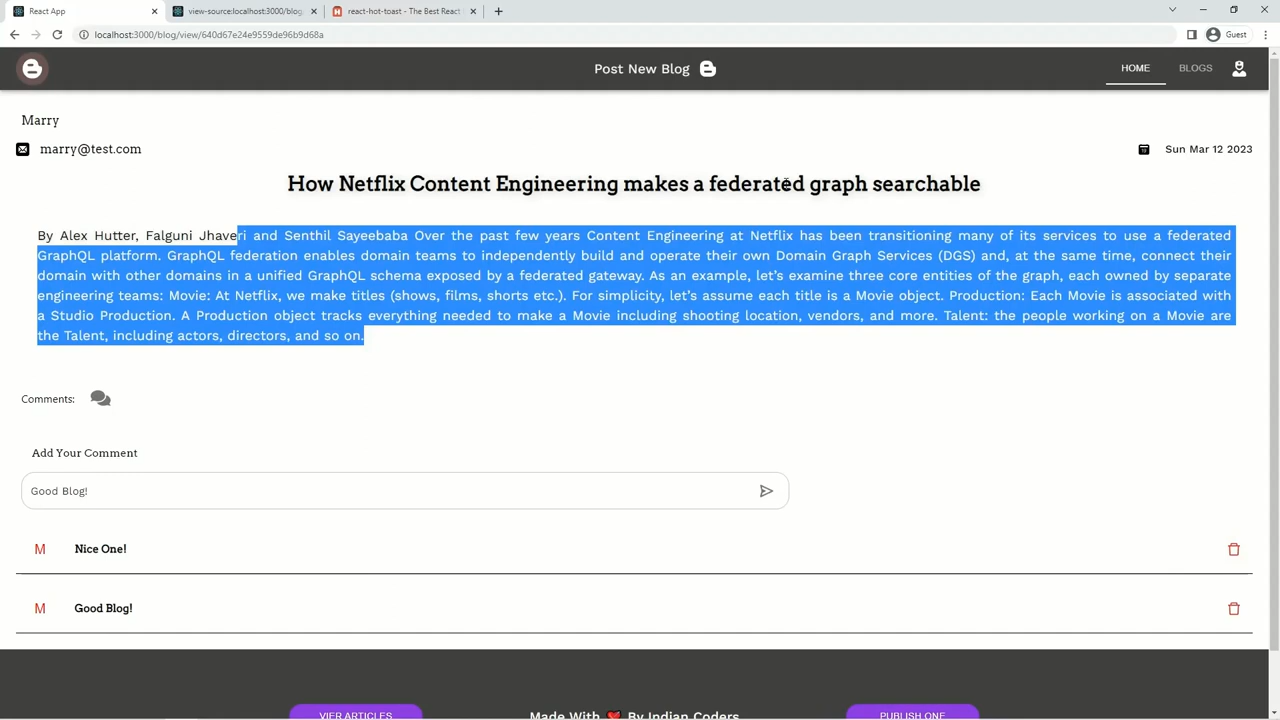 React App
view-source:localhost:3000/blog
react-hot-toast - The Best React
localhost:3000/blog/view/640d67e24e9559de96b9d68a
Guest
Post New Blog
HOME
BLOGS
Marry
marry@test.com
Sun Mar 12 2023
How Netflix Content Engineering makes a federated graph searchable
By Alex Hutter, Falguni Jhaveri and Senthil Sayeebaba Over the past few years Content Engineering at Netflix has been transitioning many of its services to use a federated
GraphQL platform. GraphQL federation enables domain teams to independently build and operate their own Domain Graph Services (DGS) and, at the same time, connect their
domain with other domains in a unified GraphQL schema exposed by a federated gateway. As an example, let’s examine three core entities of the graph, each owned by separate
engineering teams: Movie: At Netflix, we make titles (shows, films, shorts etc.). For simplicity, let’s assume each title is a Movie object. Production: Each Movie is associated with
a Studio Production. A Production object tracks everything needed to make a Movie including shooting location, vendors, and more. Talent: the people working on a Movie are
the Talent, including actors, directors, and so on.
Comments:
Add Your Comment
Good Blog!
M Nice One!
M Good Blog!
VIER ARTICLES
Made With ❤️ By Indian Coders
PUBLISH ONE